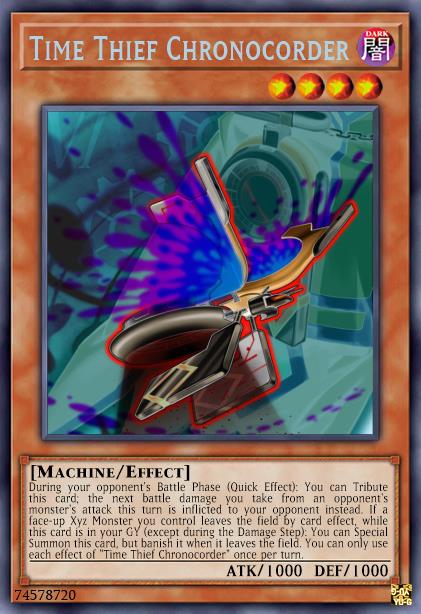 TIME THIEF CHRONOCORDER
DARK
闇
[MACHINE/EFFECT]
During your opponent's Battle Phase (Quick Effect): You can Tribute
this card; the next battle damage you take from an opponent's
monster's attack this turn is inflicted to your opponent instead. If a
face-up Xyz Monster you control leaves the field by card effect, while
this card is in your GY (except during the Damage Step): You can Special
Summon this card, but banish it when it leaves the field. You can only use
each effect of "Time Thief Chronocorder" once per turn.
ATK/1000 DEF/1000
74578720